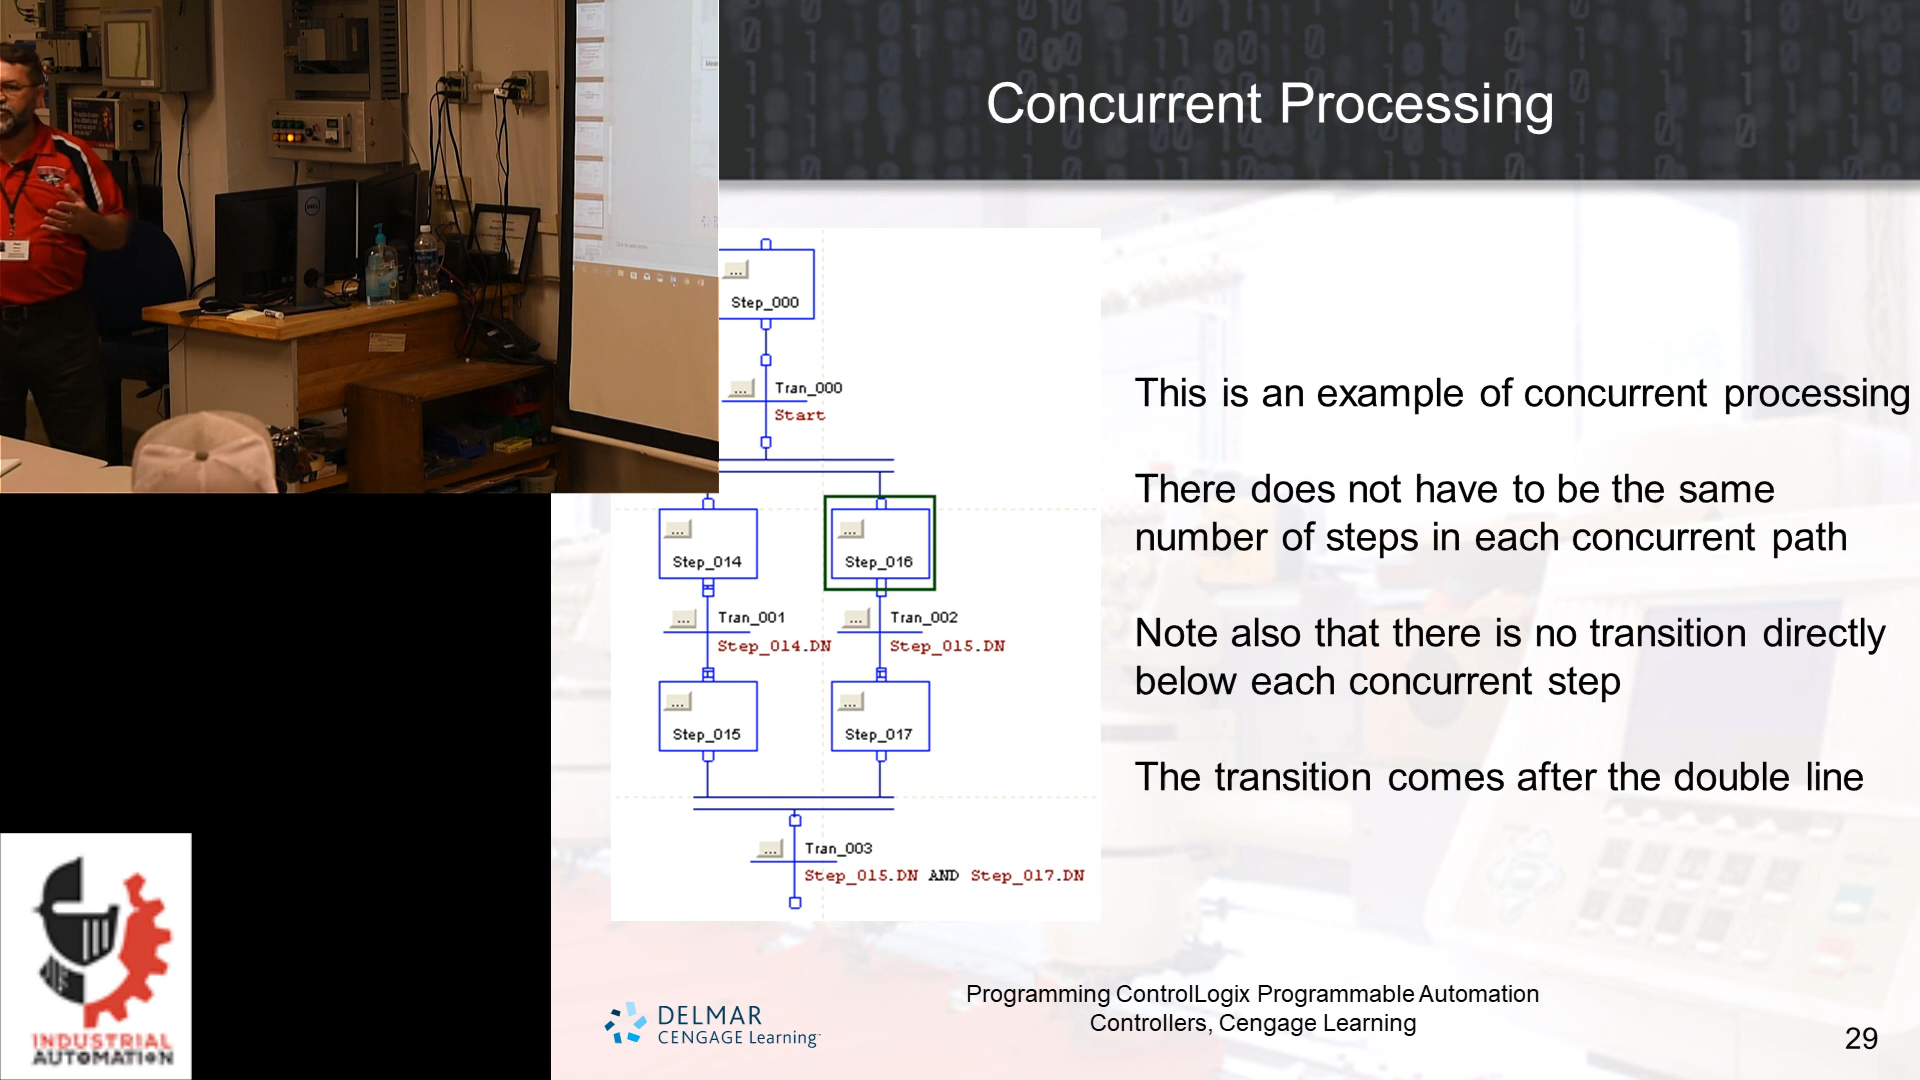 Concurrent Processing
Step_000
Tran_000
Start
Step_014
Step_016
Tran_001
Tran_002
Step_014.DN
Step_015.DN
Step_015
Step_017
Tran_003
Step_015.DN AND Step_017.DN
This is an example of concurrent processing
There does not have to be the same
number of steps in each concurrent path
Note also that there is no transition directly
below each concurrent step
The transition comes after the double line
INDUSTRIAL
AUTOMATION
DELMAR
CENGAGE Learning
Programming ControlLogix Programmable Automation
Controllers, Cengage Learning
29
DELL